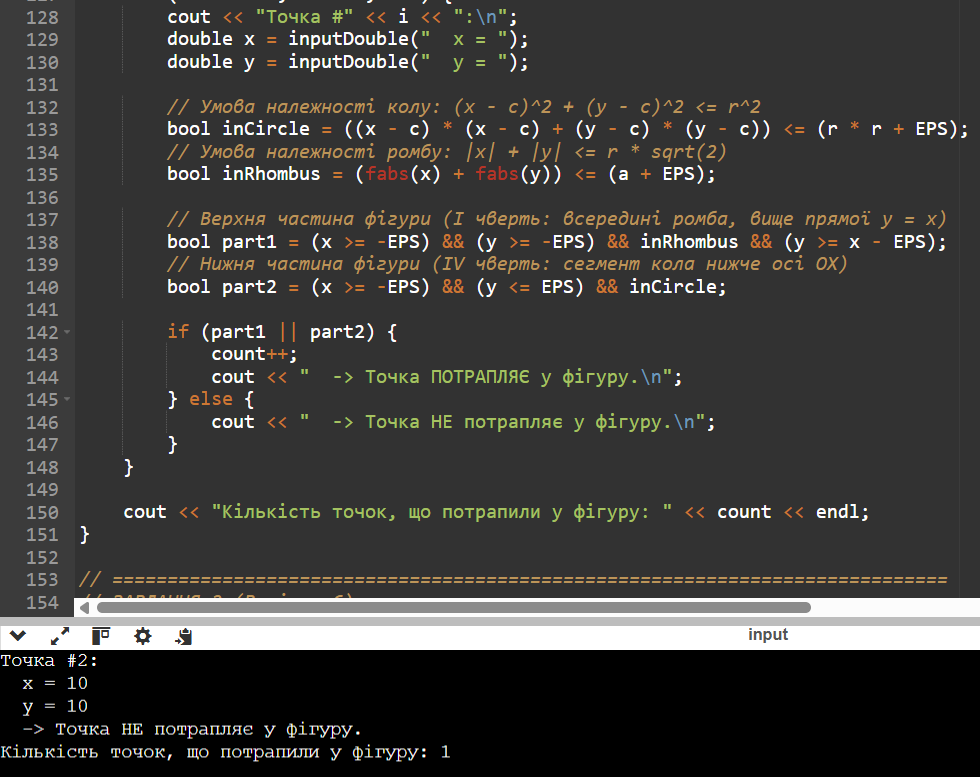 128 cout << "Точка #" << i << ":\n";
129 double x = inputDouble("  x = ");
130 double y = inputDouble("  y = ");
131
132 // Умова належності колу: (x - c)^2 + (y - c)^2 <= r^2
133 bool inCircle = ((x - c) * (x - c) + (y - c) * (y - c)) <= (r * r + EPS);
134 // Умова належності ромбу: |x| + |y| <= r * sqrt(2)
135 bool inRhombus = (fabs(x) + fabs(y)) <= (a + EPS);
136
137 // Верхня частина фігури (I чверть: всередині ромба, вище прямої y = x)
138 bool part1 = (x >= -EPS) && (y >= -EPS) && inRhombus && (y >= x - EPS);
139 // Нижня частина фігури (IV чверть: сегмент кола нижче осі OX)
140 bool part2 = (x >= -EPS) && (y <= EPS) && inCircle;
141
142 if (part1 || part2) {
143 count++;
144 cout << "  -> Точка ПОТРАПЛЯЄ у фігуру.\n";
145 } else {
146 cout << "  -> Точка НЕ потрапляє у фігуру.\n";
147 }
148 }
149
150 cout << "Кількість точок, що потрапили у фігуру: " << count << endl;
151 }
152
153 // ============================================================================
154
input
Точка #2:
x = 10
y = 10
-> Точка НЕ потрапляє у фігуру.
Кількість точок, що потрапили у фігуру: 1